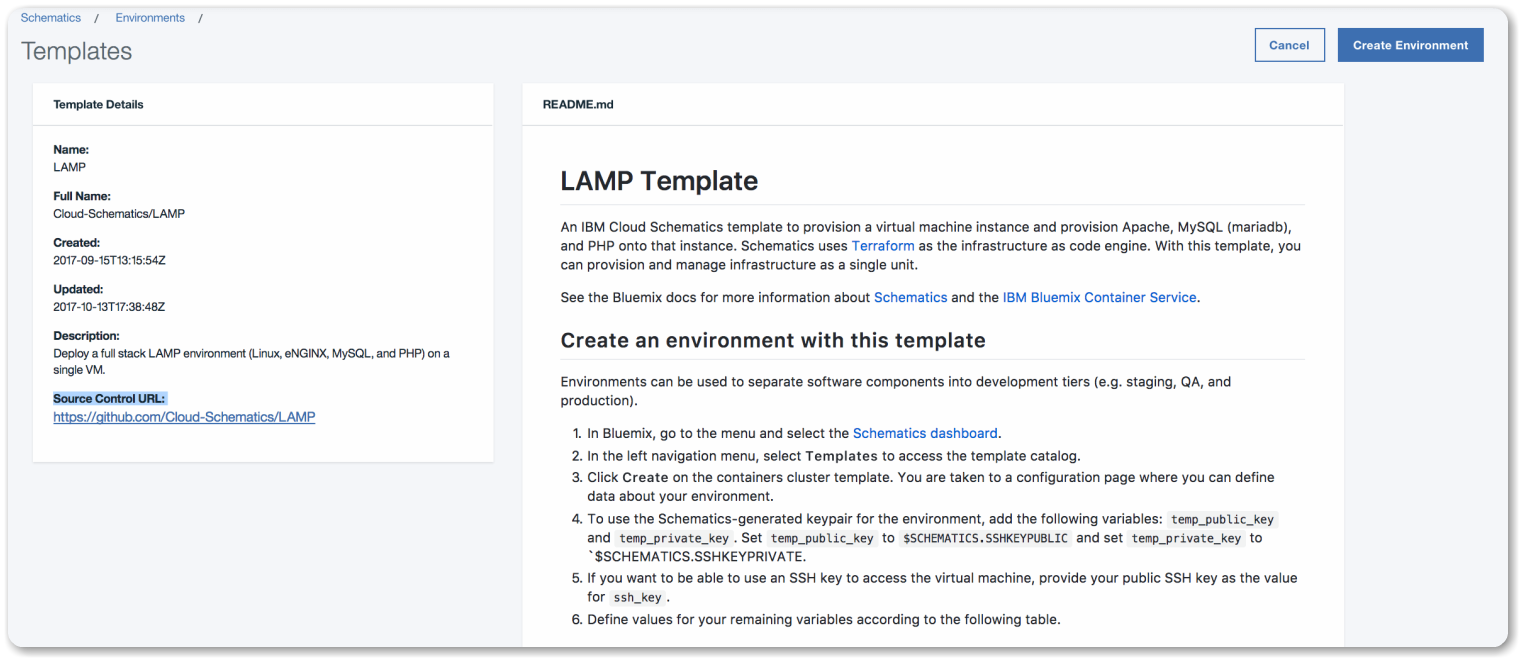 Schematics / Environments /
Templates
Cancel
Create Environment
Template Details
Name:
LAMP
Full Name:
Cloud-Schematics/LAMP
Created:
2017-09-15T13:15:54Z
Updated:
2017-10-13T17:38:48Z
Description:
Deploy a full stack LAMP environment (Linux, eNGINX, MySQL, and PHP) on a
single VM.
Source Control URL:
https://github.com/Cloud-Schematics/LAMP
README.md
LAMP Template
An IBM Cloud Schematics template to provision a virtual machine instance and provision Apache, MySQL (mariadb),
and PHP onto that instance. Schematics uses Terraform as the infrastructure as code engine. With this template, you
can provision and manage infrastructure as a single unit.
See the Bluemix docs for more information about Schematics and the IBM Bluemix Container Service.
Create an environment with this template
Environments can be used to separate software components into development tiers (e.g. staging, QA, and
production).
1. In Bluemix, go to the menu and select the Schematics dashboard.
2. In the left navigation menu, select Templates to access the template catalog.
3. Click Create on the containers cluster template. You are taken to a configuration page where you can define
data about your environment.
4. To use the Schematics-generated keypair for the environment, add the following variables: temp_public_key
and temp_private_key. Set temp_public_key to $SCHEMATICS.SSHKEYPUBLIC and set temp_private_key to
`$SCHEMATICS.SSHKEYPRIVATE.
5. If you want to be able to use an SSH key to access the virtual machine, provide your public SSH key as the value
for ssh_key.
6. Define values for your remaining variables according to the following table.